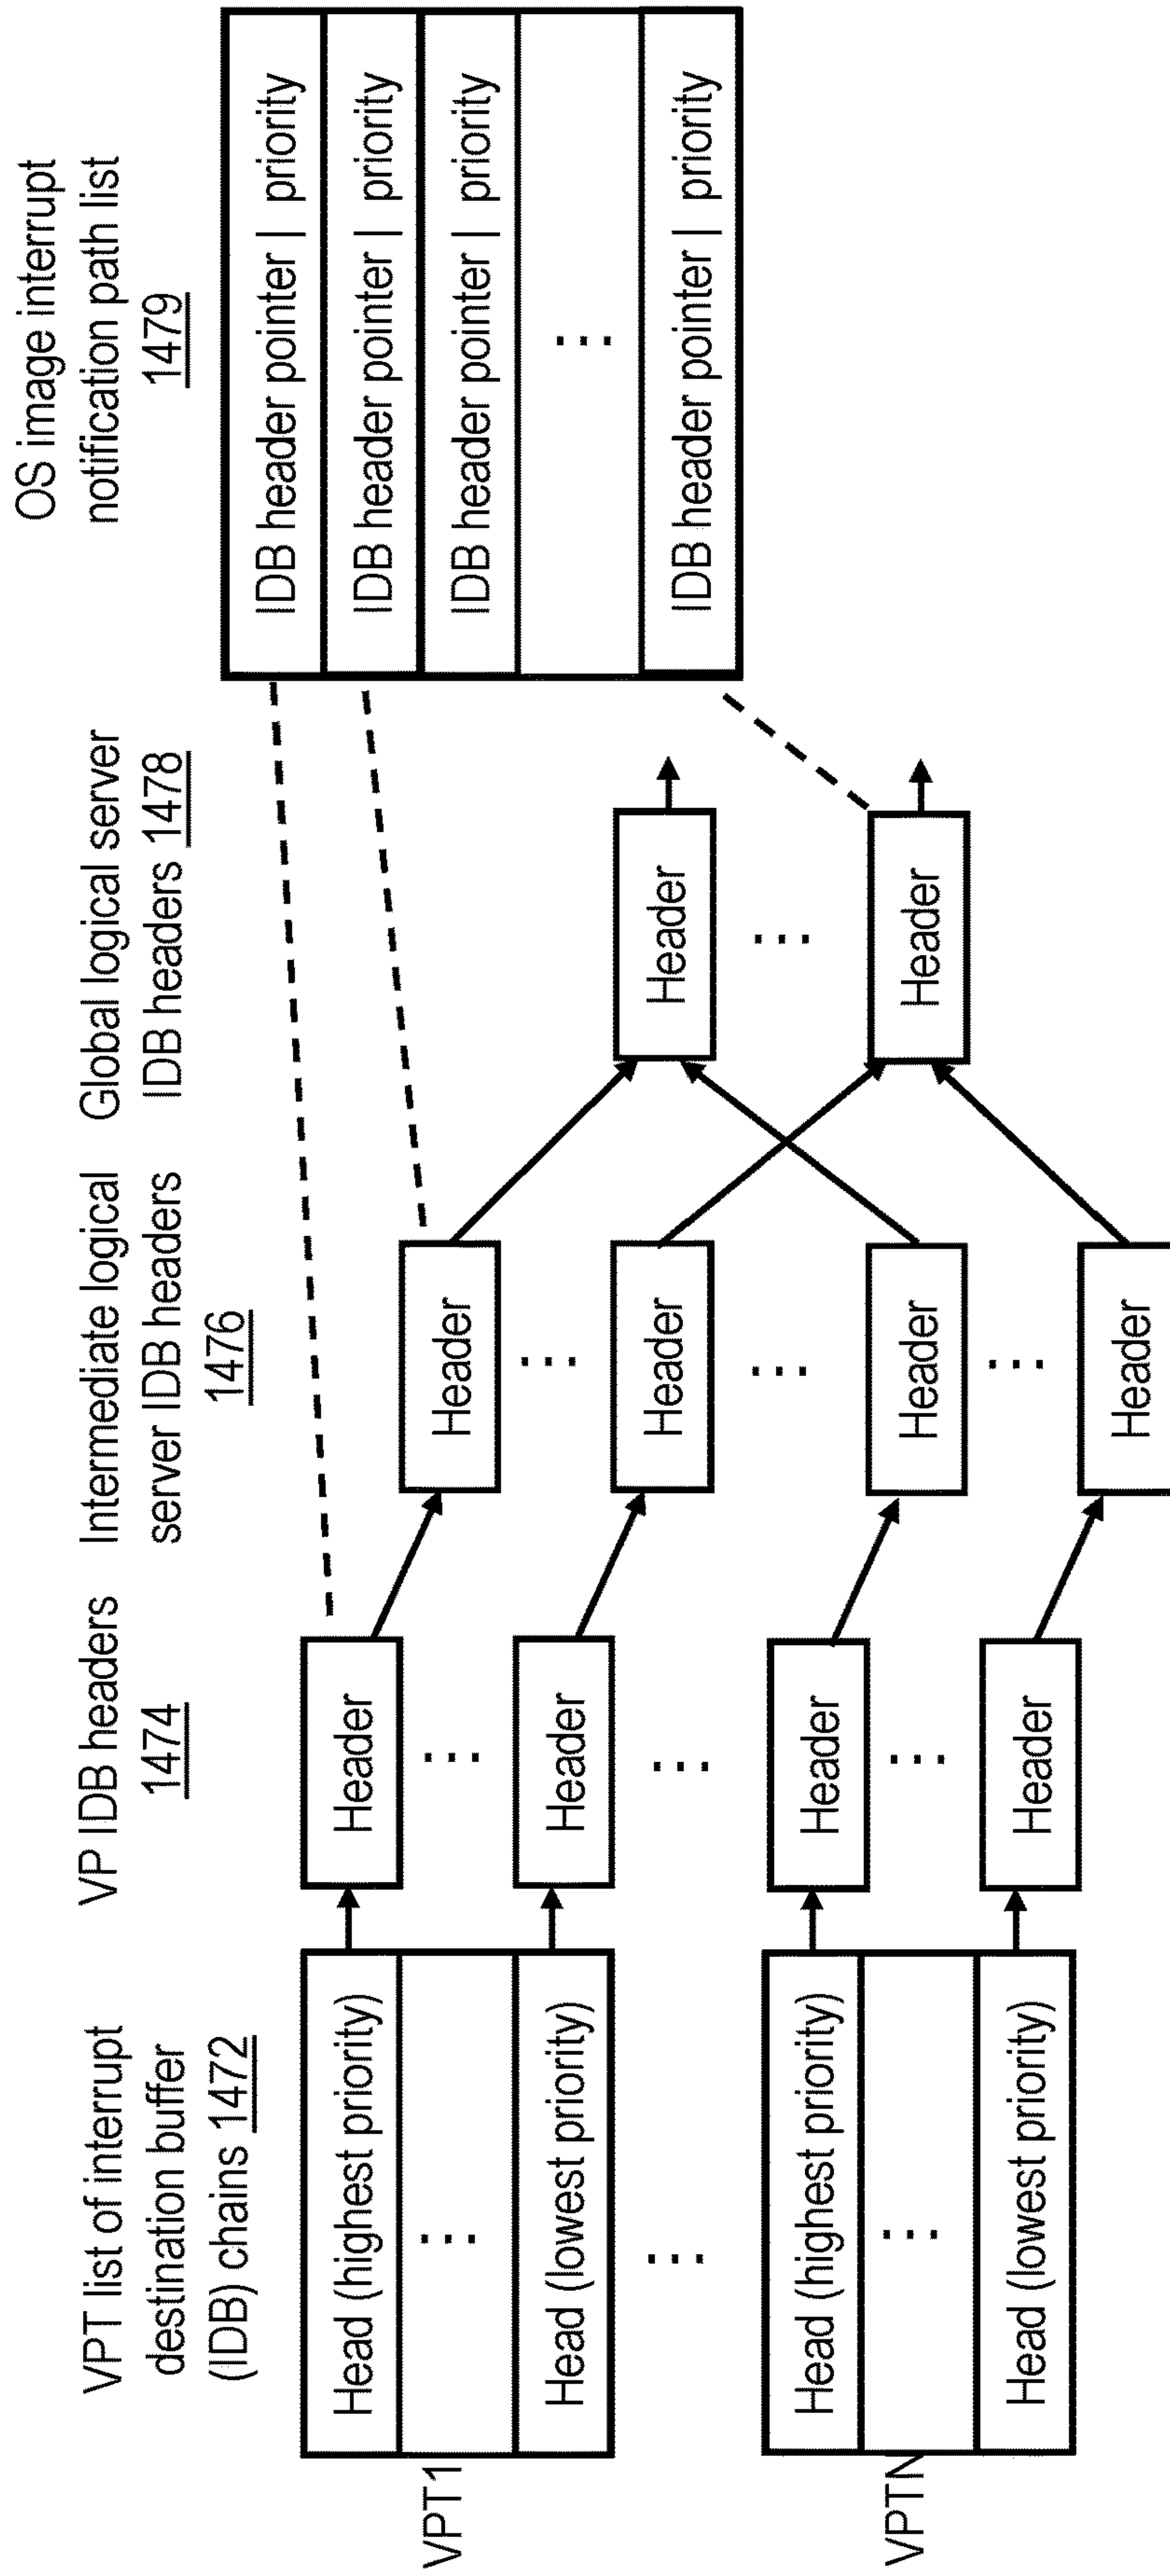 VPT list of interrupt
destination buffer
(IDB) chains 1472
VP IDB headers
1474
Intermediate logical
server IDB headers
1476
Global logical server
IDB headers 1478
OS image interrupt
notification path list
1479
VPT1
Head (highest priority)
...
Head (lowest priority)
...
VPTN
Head (highest priority)
...
Head (lowest priority)
Header
...
Header
...
Header
...
Header
Header
...
Header
...
Header
...
Header
Header
...
Header
IDB header pointer | priority
IDB header pointer | priority
IDB header pointer | priority
...
IDB header pointer | priority